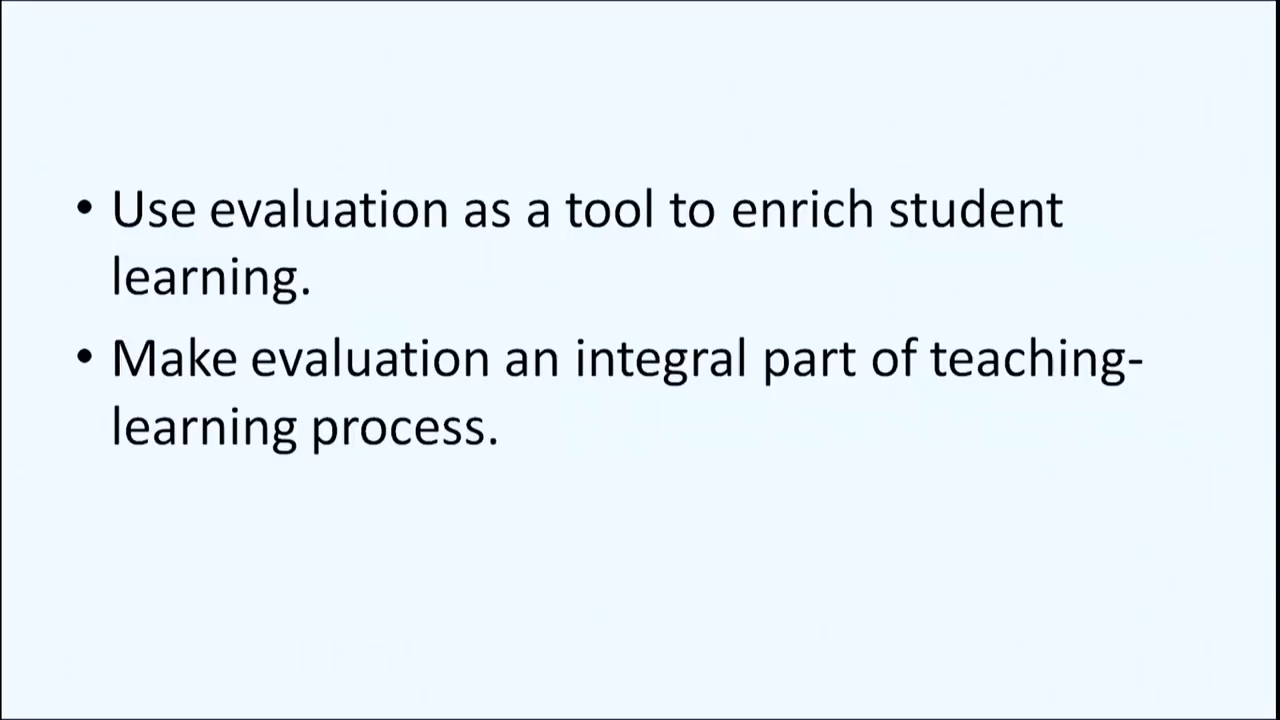 • Use evaluation as a tool to enrich student
learning.
• Make evaluation an integral part of teaching-
learning process.